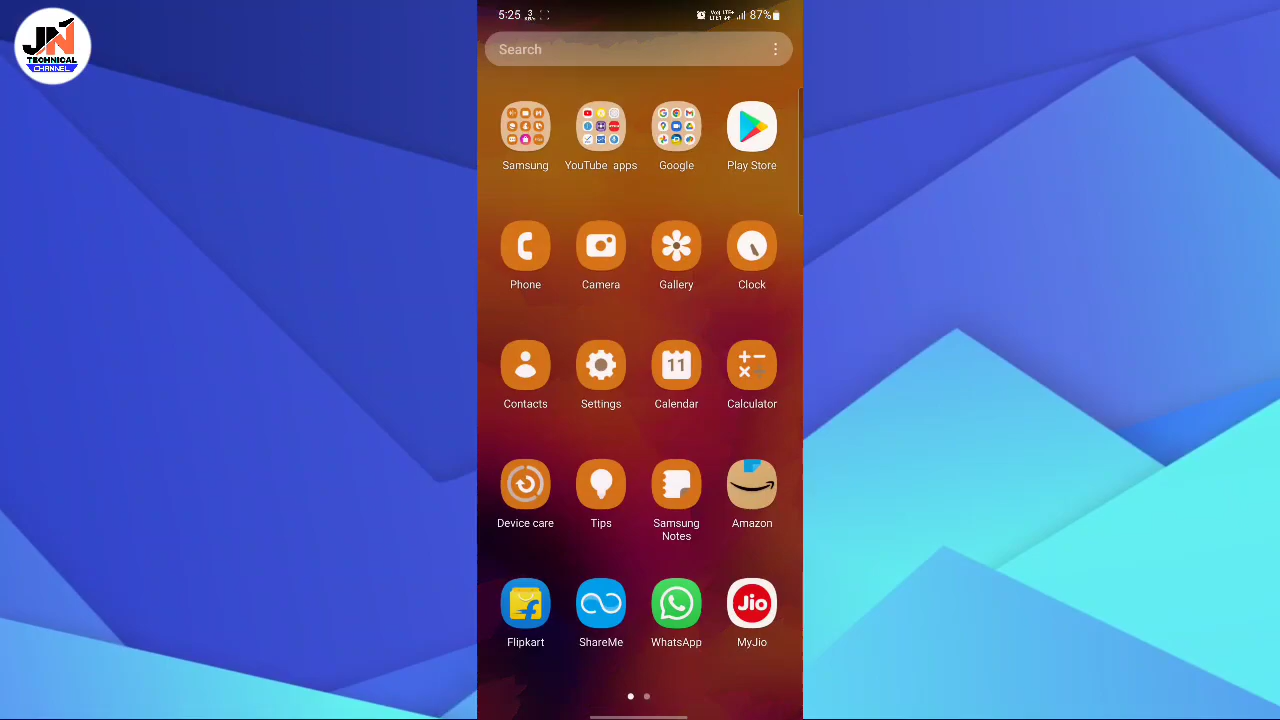 JN
TECHNICAL
CHANNEL
5:25
87%
Search
Samsung YouTube apps Google Play Store
Phone Camera Gallery Clock
11
Contacts Settings Calendar Calculator
Device care Tips Samsung Notes Amazon
Jio
Flipkart ShareMe WhatsApp MyJio